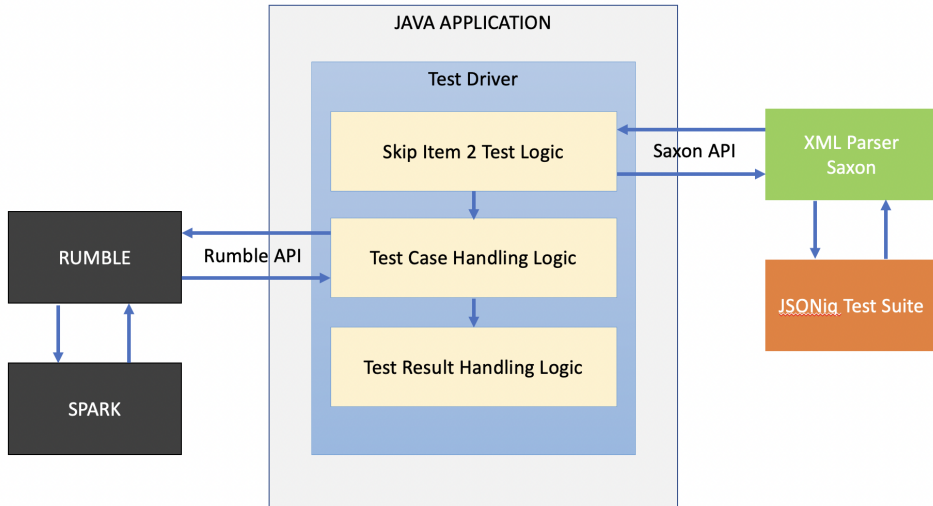 JAVA APPLICATION
Test Driver
Skip Item 2 Test Logic
Saxon API
XML Parser
Saxon
RUMBLE
Rumble API
Test Case Handling Logic
JSONiq Test Suite
Test Result Handling Logic
SPARK